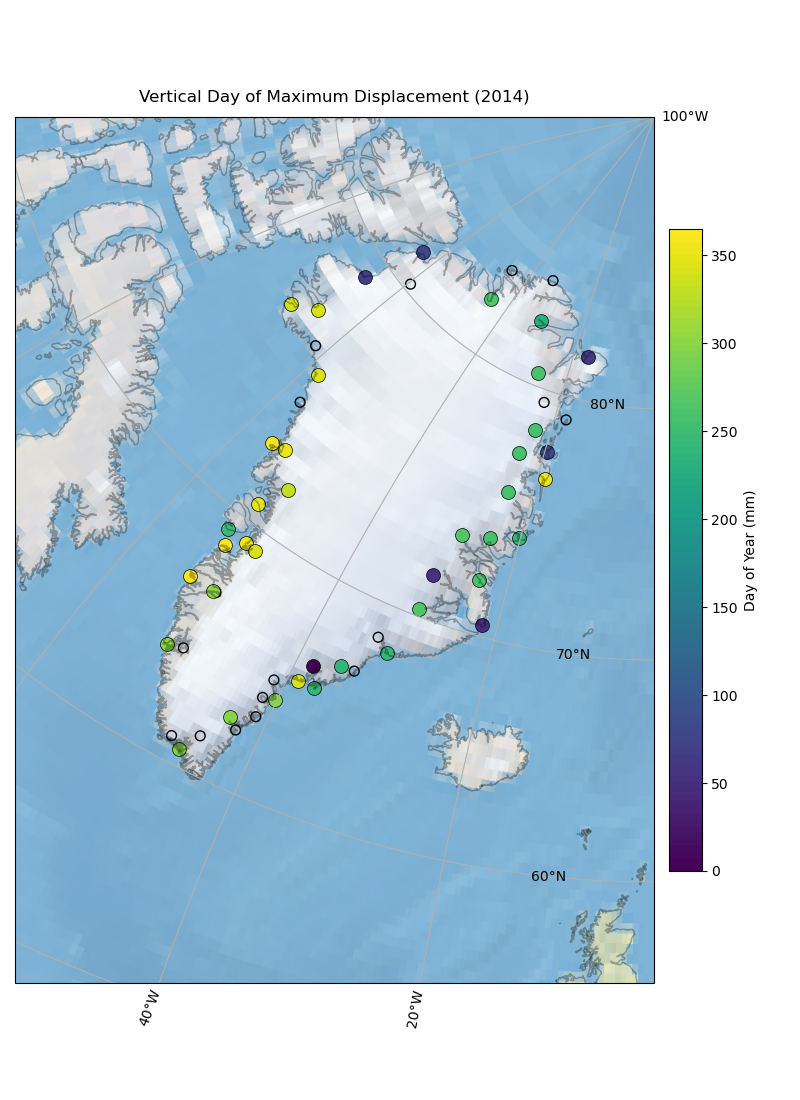 Vertical Day of Maximum Displacement (2014)
100°W
80°N
70°N
60°N
40°W
20°W
350
300
250
200
150
100
50
0
Day of Year (mm)